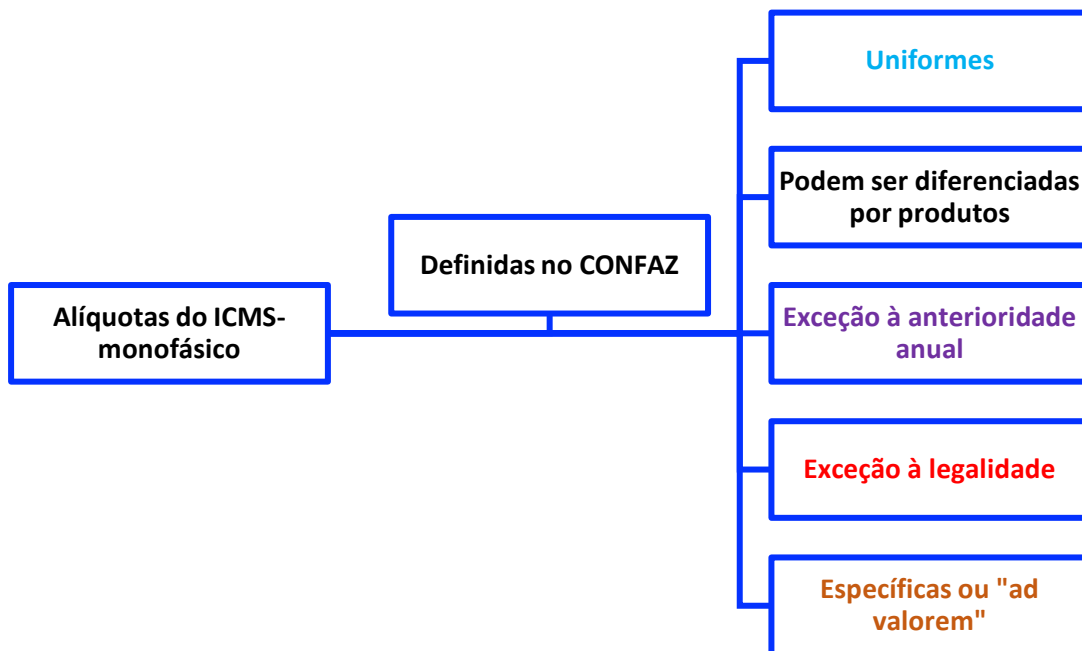 Alíquotas do ICMS-
monofásico
Definidas no CONFAZ
Uniformes
Podem ser diferenciadas
por produtos
Exceção à anterioridade
anual
Exceção à legalidade
Específicas ou "ad
valorem"